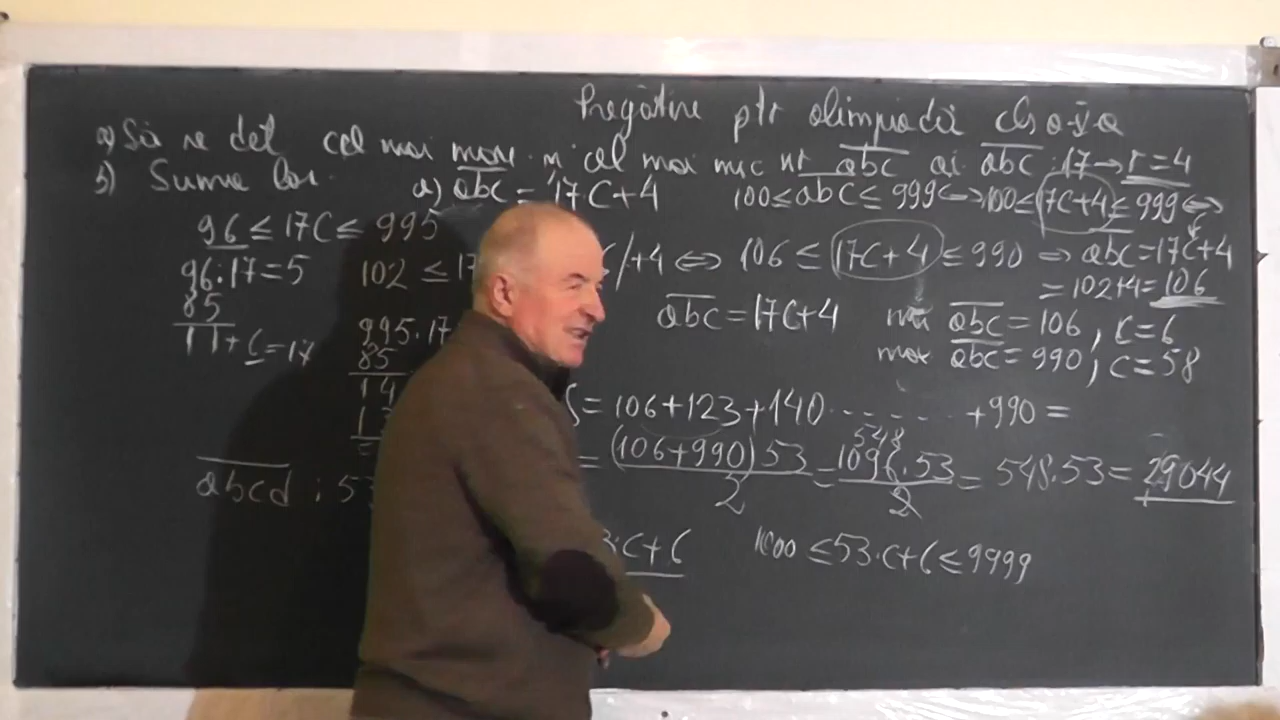 Pregătire ptr olimpiadă cls a-V-a
a) Să se det cel mai mare și cel mai mic nr abc aî abc : 17 → r = 4
b) Suma lor. a) abc = 17C+4 100 ≤ abc ≤ 999 ⇔ 100 ≤ 17C+4 ≤ 999 ⇔
96 ≤ 17C ≤ 995
102 ≤ 17 /+4 ⇔ 106 ≤ 17C+4 ≤ 990 ⇒ abc = 17C+4
= 102+4 = 106
96:17=5
85
11+6=17
995:17
85
14
abc = 17C+4
min abc = 106, C=6
max abc = 990, C=58
S = 106+123+140 ....... +990 =
= (106+990)53 / 2 = 1096·53 / 2 = 548·53 = 29044
548
abcd : 53
3·C+6 1000 ≤ 53·C+6 ≤ 9999